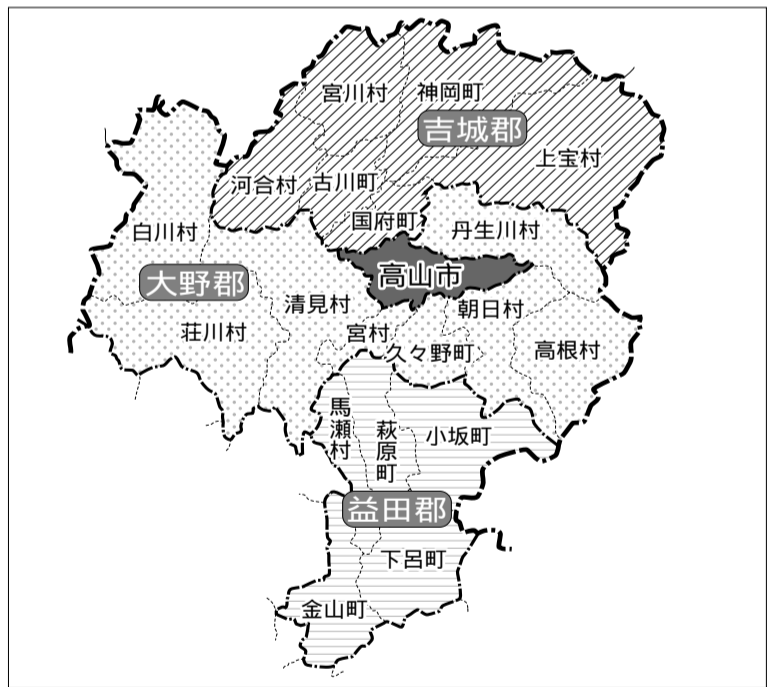 宮川村
神岡町
吉城郡
上宝村
河合村
古川町
国府町
丹生川村
白川村
大野郡
高山市
清見村
朝日村
荘川村
宮村
久々野町
高根村
馬瀬村
萩原町
小坂町
益田郡
下呂町
金山町